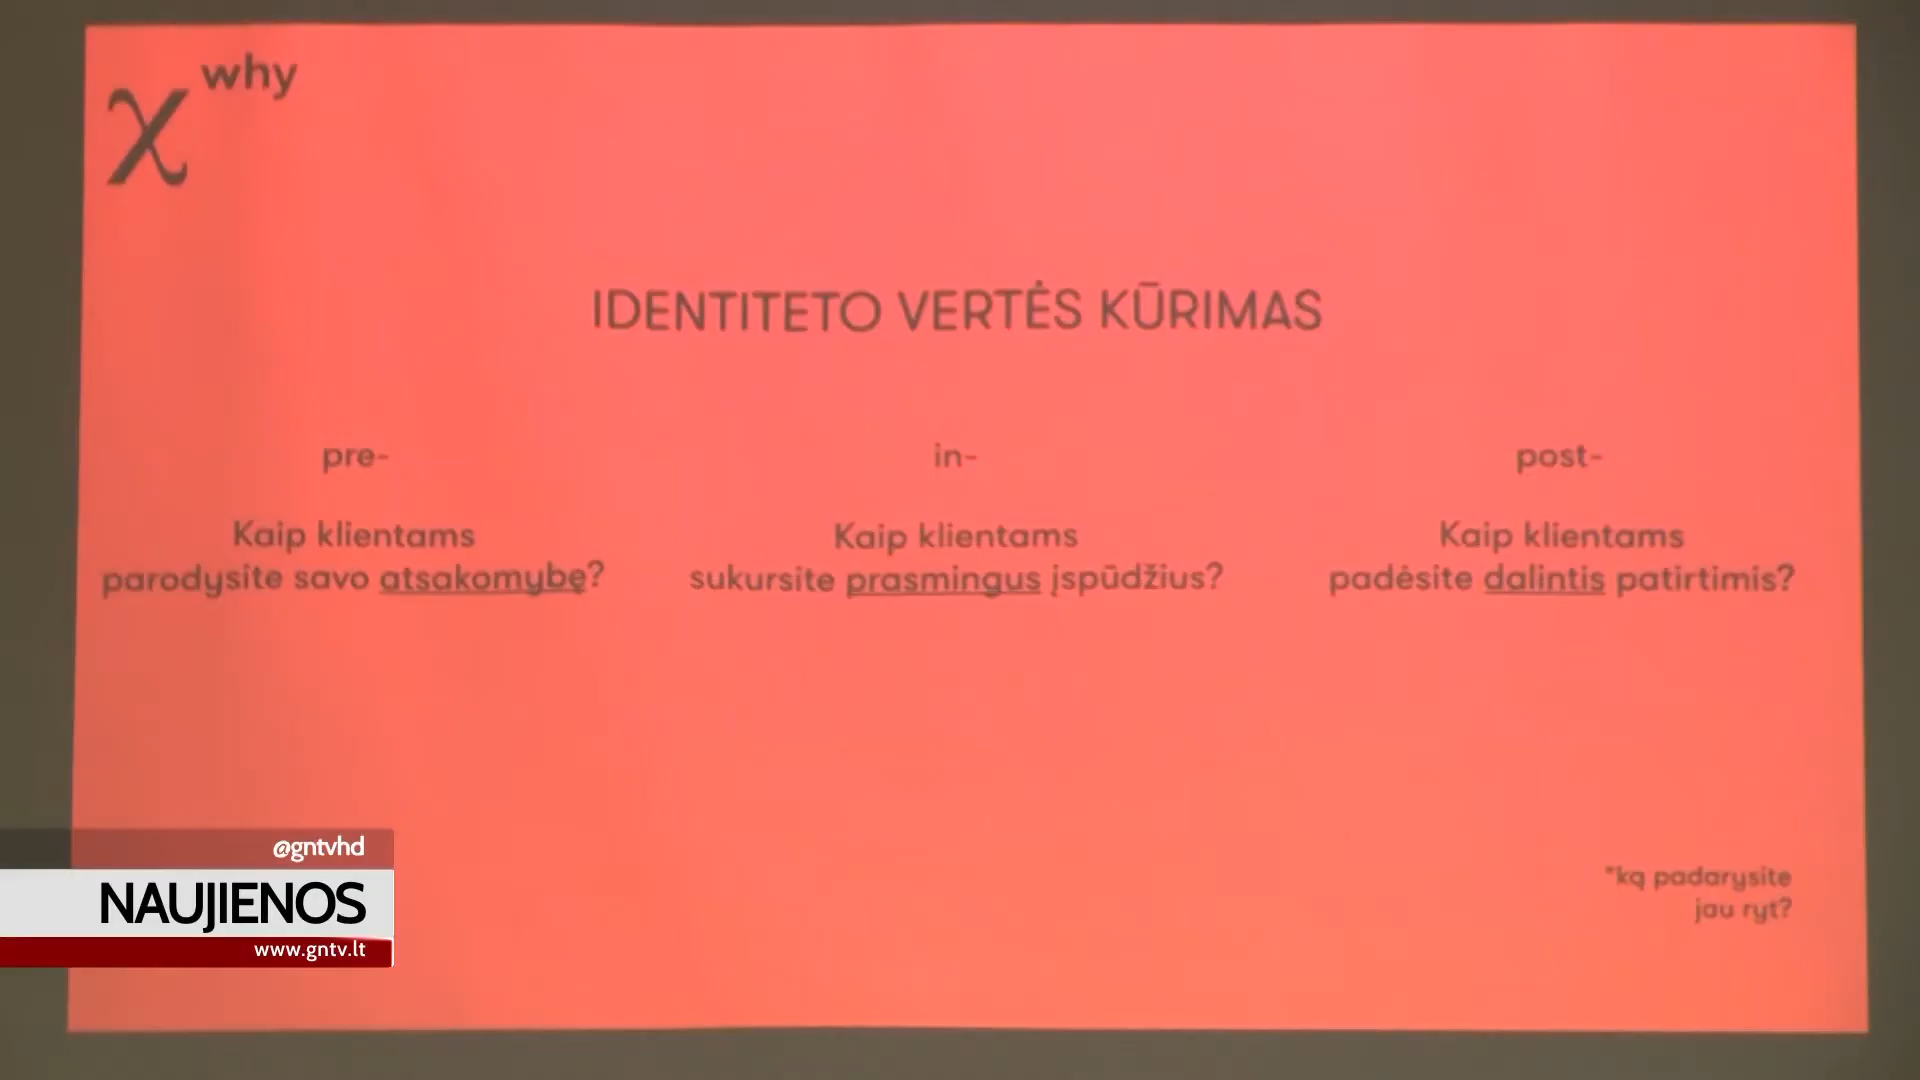 χ why
IDENTITETO VERTĖS KŪRIMAS
pre-
Kaip klientams
parodysite savo atsakomybę?
in-
Kaip klientams
sukursite prasmingus įspūdžius?
post-
Kaip klientams
padėsite dalintis patirtimis?
*ką padarysite
jau ryt?
@gntvhd
NAUJIENOS
www.gntv.lt